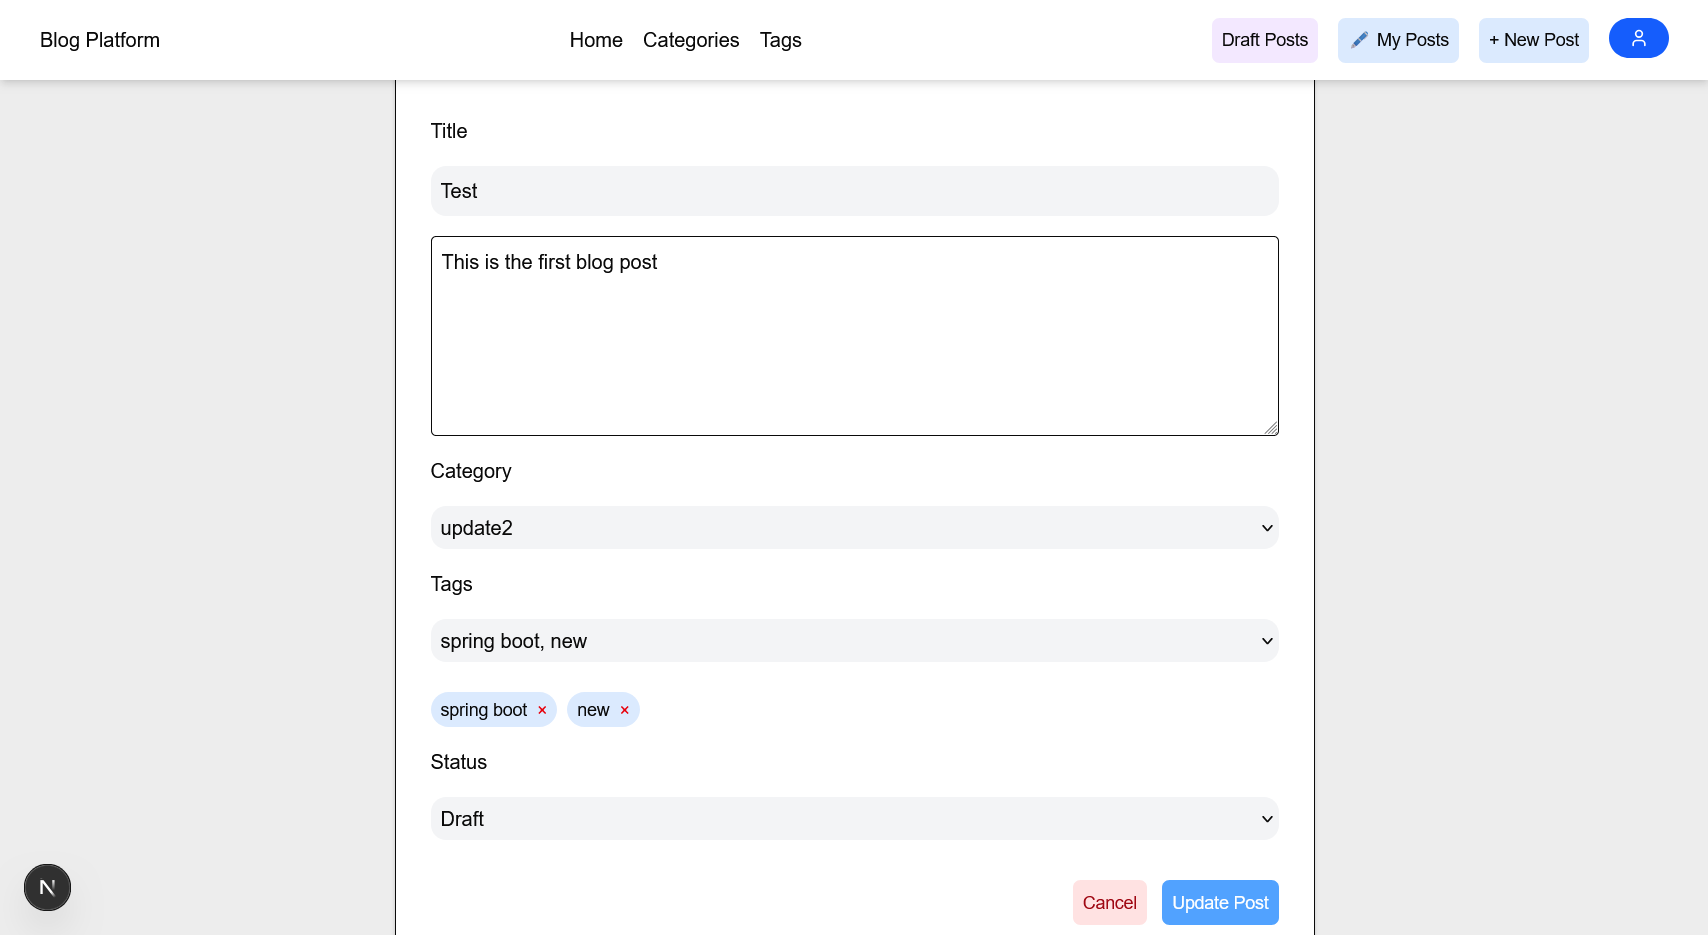 Blog Platform
Home Categories Tags
Draft Posts My Posts + New Post
Title
Test
This is the first blog post
Category
update2
Tags
spring boot, new
spring boot × new ×
Status
Draft
N
Cancel Update Post